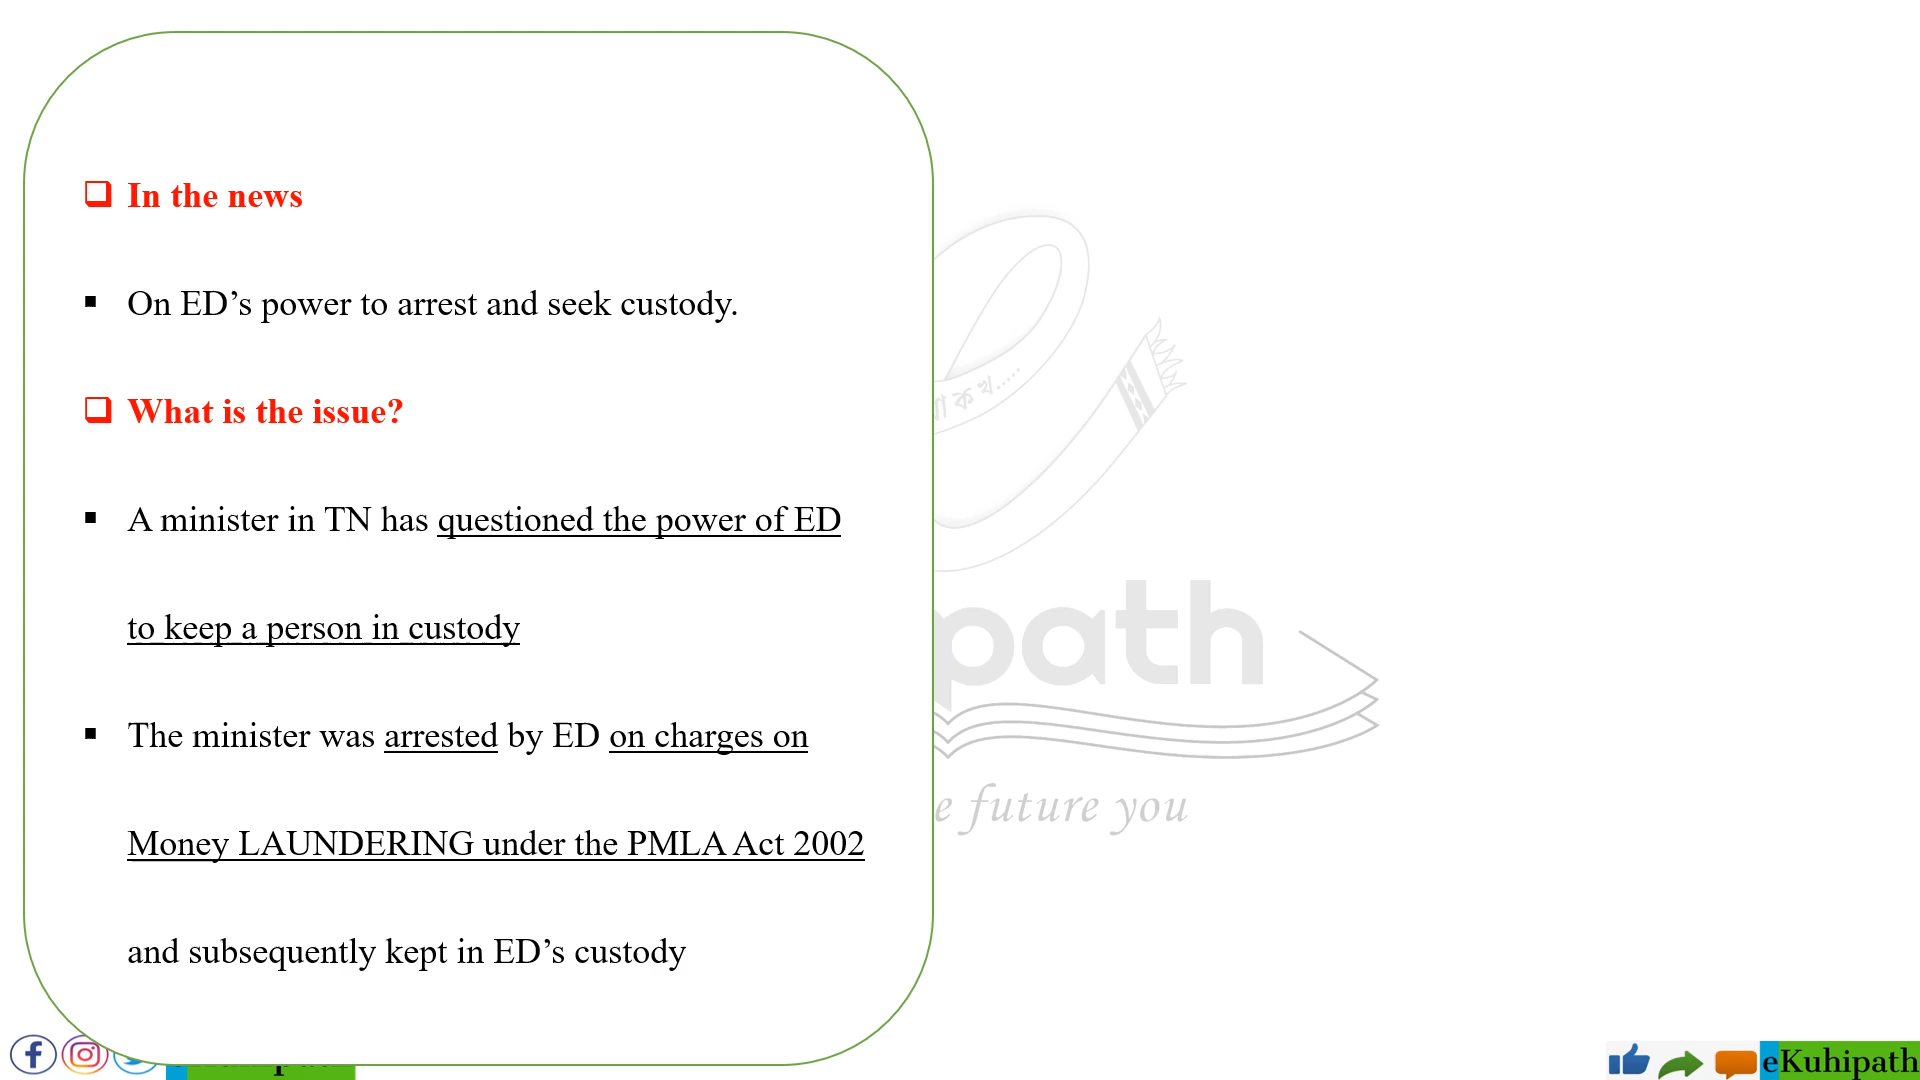 In the news
On ED’s power to arrest and seek custody.
What is the issue?
A minister in TN has questioned the power of ED
to keep a person in custody
The minister was arrested by ED on charges on
Money LAUNDERING under the PMLA Act 2002
and subsequently kept in ED’s custody
ক খ.....
path
future you
eKuhipath